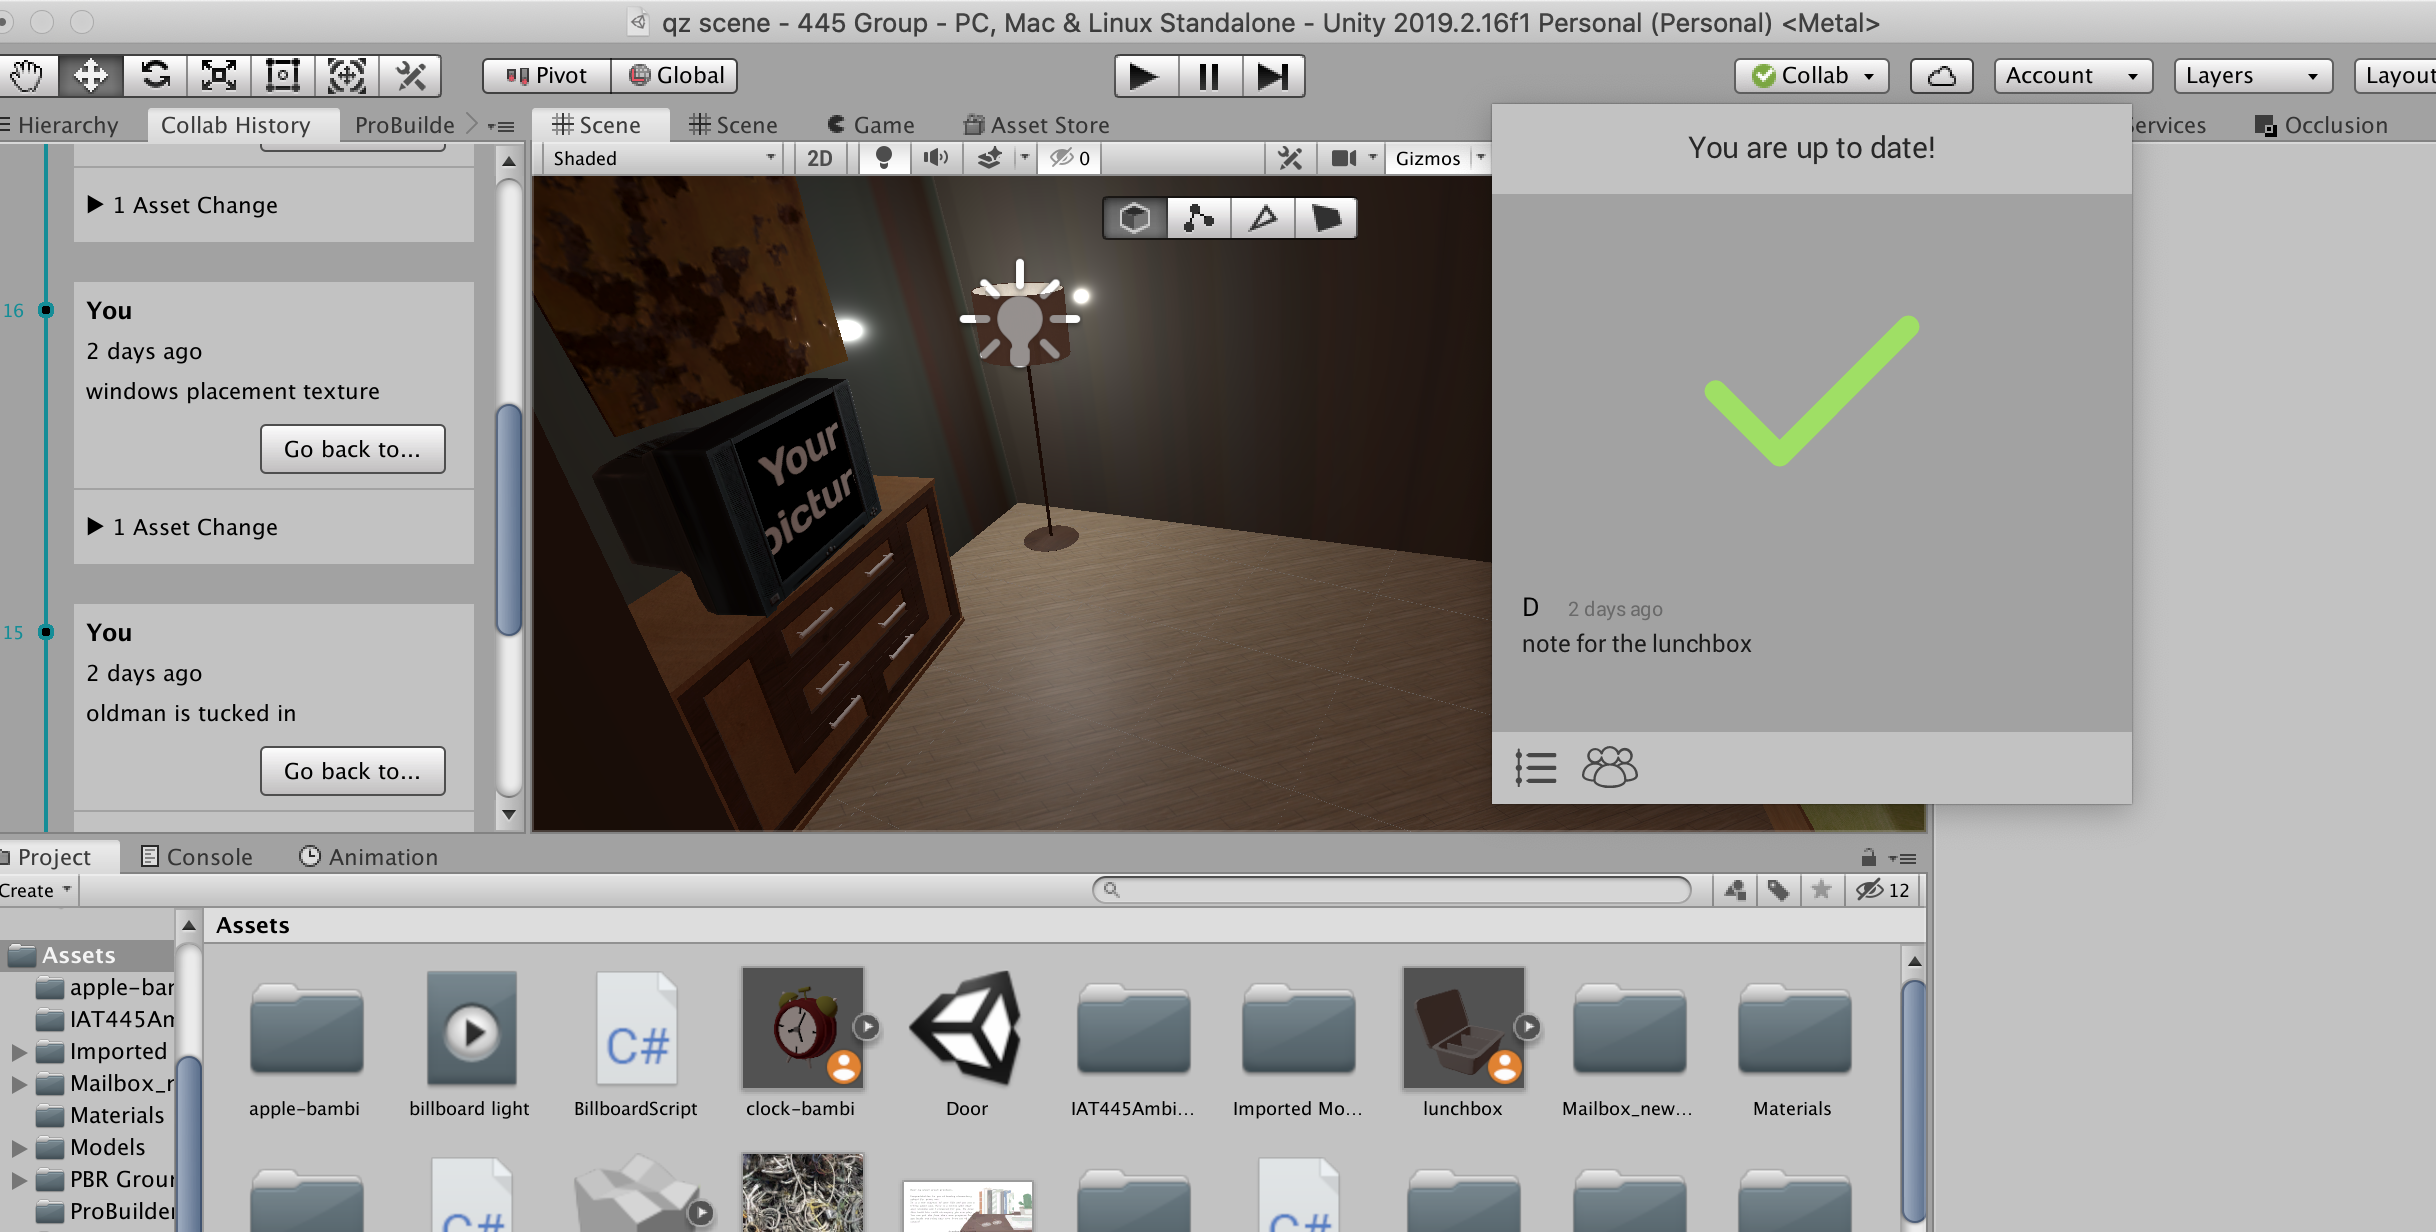 qz scene - 445 Group - PC, Mac & Linux Standalone - Unity 2019.2.16f1 Personal (Personal) <Metal>
Pivot
Global
Collab
Account
Layers
Layou
Hierarchy
Collab History
ProBuilde
Scene
Scene
Game
Asset Store
ervices
Occlusion
Shaded
2D
0
Gizmos
1 Asset Change
16
You
2 days ago
windows placement texture
Go back to...
1 Asset Change
15
You
2 days ago
oldman is tucked in
Go back to...
Your
pictur
You are up to date!
D 2 days ago
note for the lunchbox
Project
Console
Animation
Create
12
Assets
apple-bar
IAT445Am
Imported
Mailbox_r
Materials
Models
PBR Grour
ProBuilder
Assets
apple-bambi
billboard light
C#
BillboardScript
clock-bambi
Door
IAT445Ambi...
Imported Mo...
lunchbox
Mailbox_new...
Materials
C#
C#